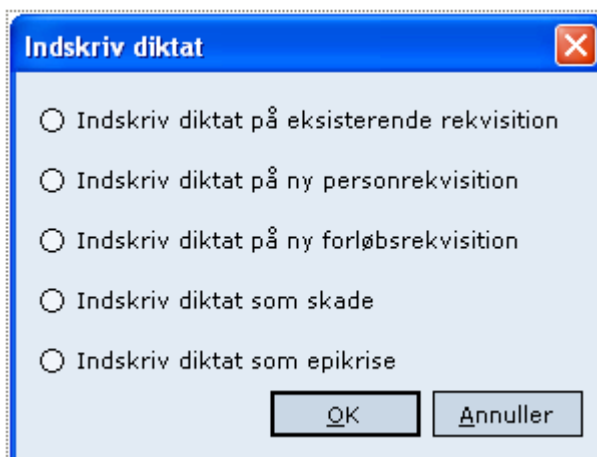 Indskriv diktat
Indskriv diktat på eksisterende rekvisition
Indskriv diktat på ny personrekvisition
Indskriv diktat på ny forløbsrekvisition
Indskriv diktat som skade
Indskriv diktat som epikrise
OK Annuller